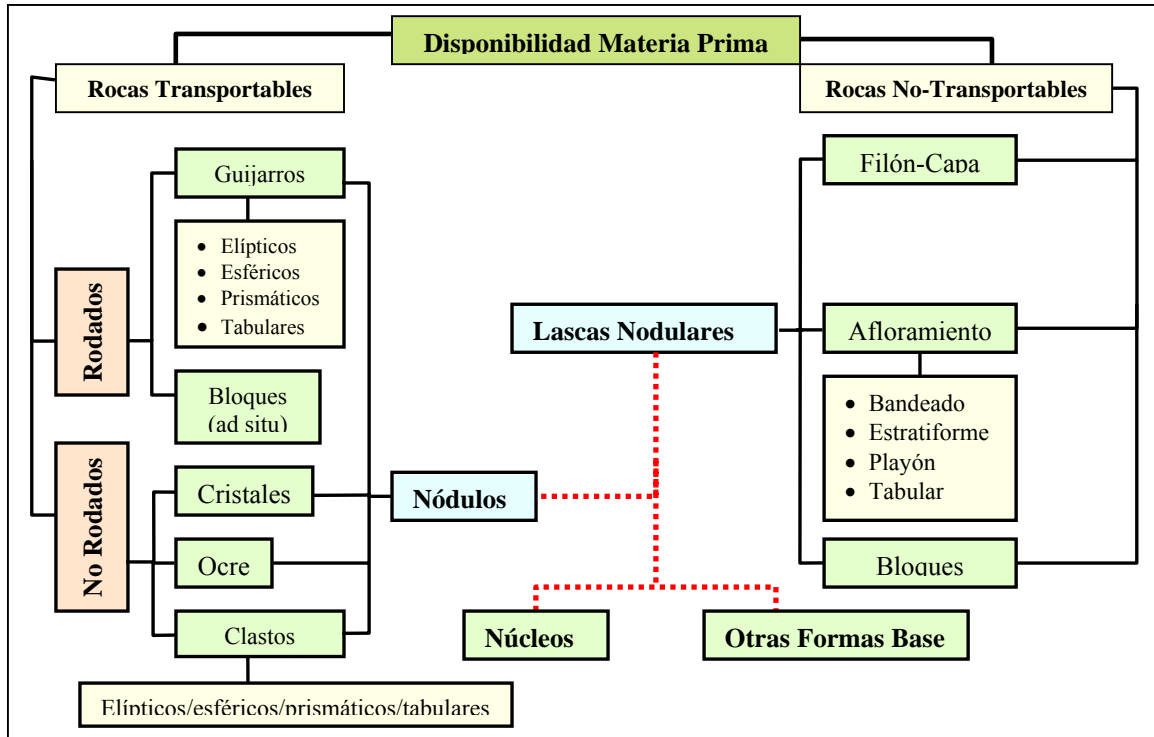 Disponibilidad Materia Prima
Rocas Transportables
Rocas No-Transportables
Guijarros
• Elípticos
• Esféricos
• Prismáticos
• Tabulares
Rodados
Bloques
(ad situ)
No Rodados
Cristales
Ocre
Clastos
Elípticos/esféricos/prismáticos/tabulares
Nódulos
Lascas Nodulares
Núcleos
Otras Formas Base
Filón-Capa
Afloramiento
• Bandeado
• Estratiforme
• Playón
• Tabular
Bloques